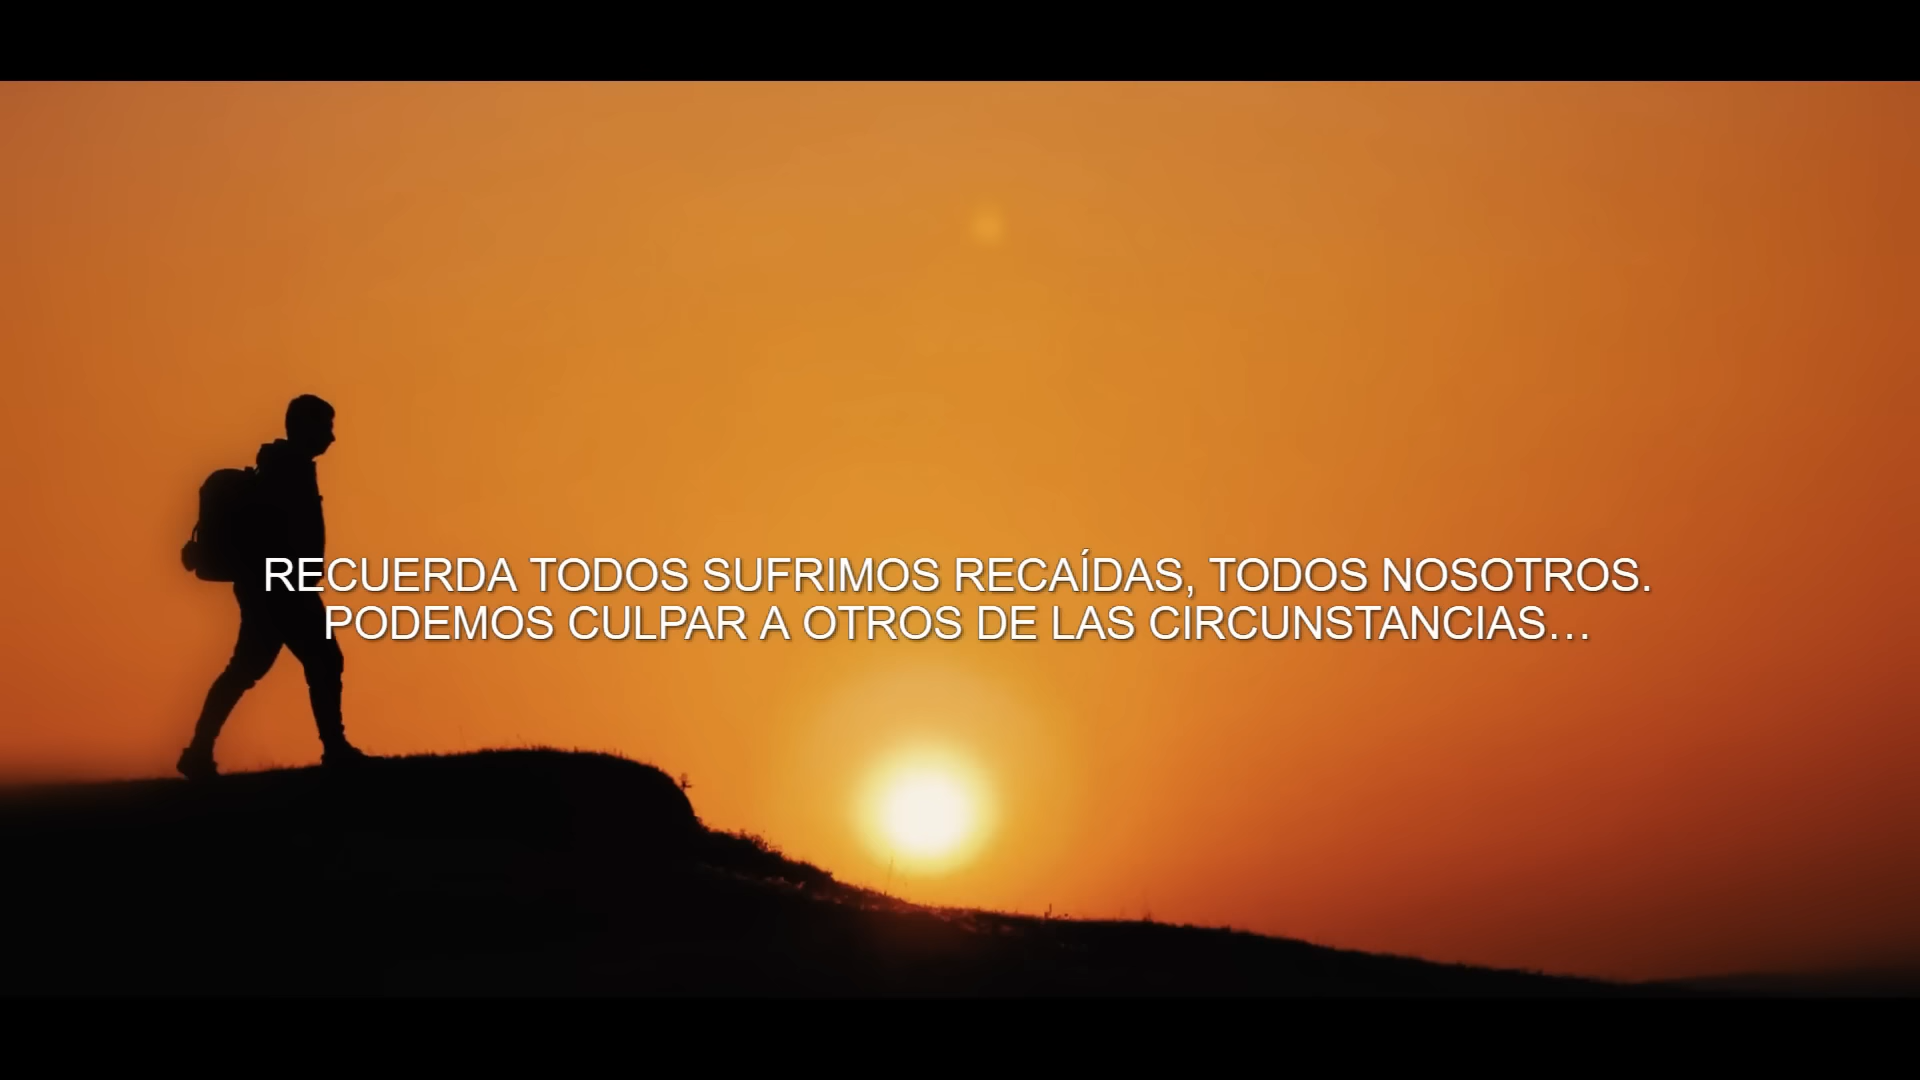 RECUERDA TODOS SUFRIMOS RECAÍDAS, TODOS NOSOTROS.
PODEMOS CULPAR A OTROS DE LAS CIRCUNSTANCIAS…